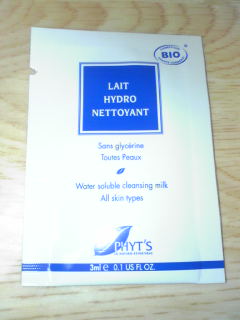 BIO
LAIT
HYDRO
NETTOYANT
Sans glycérine
Toutes Peaux
Water soluble cleansing milk
All skin types
PHYT'S
3ml e 0.1 US FL OZ.